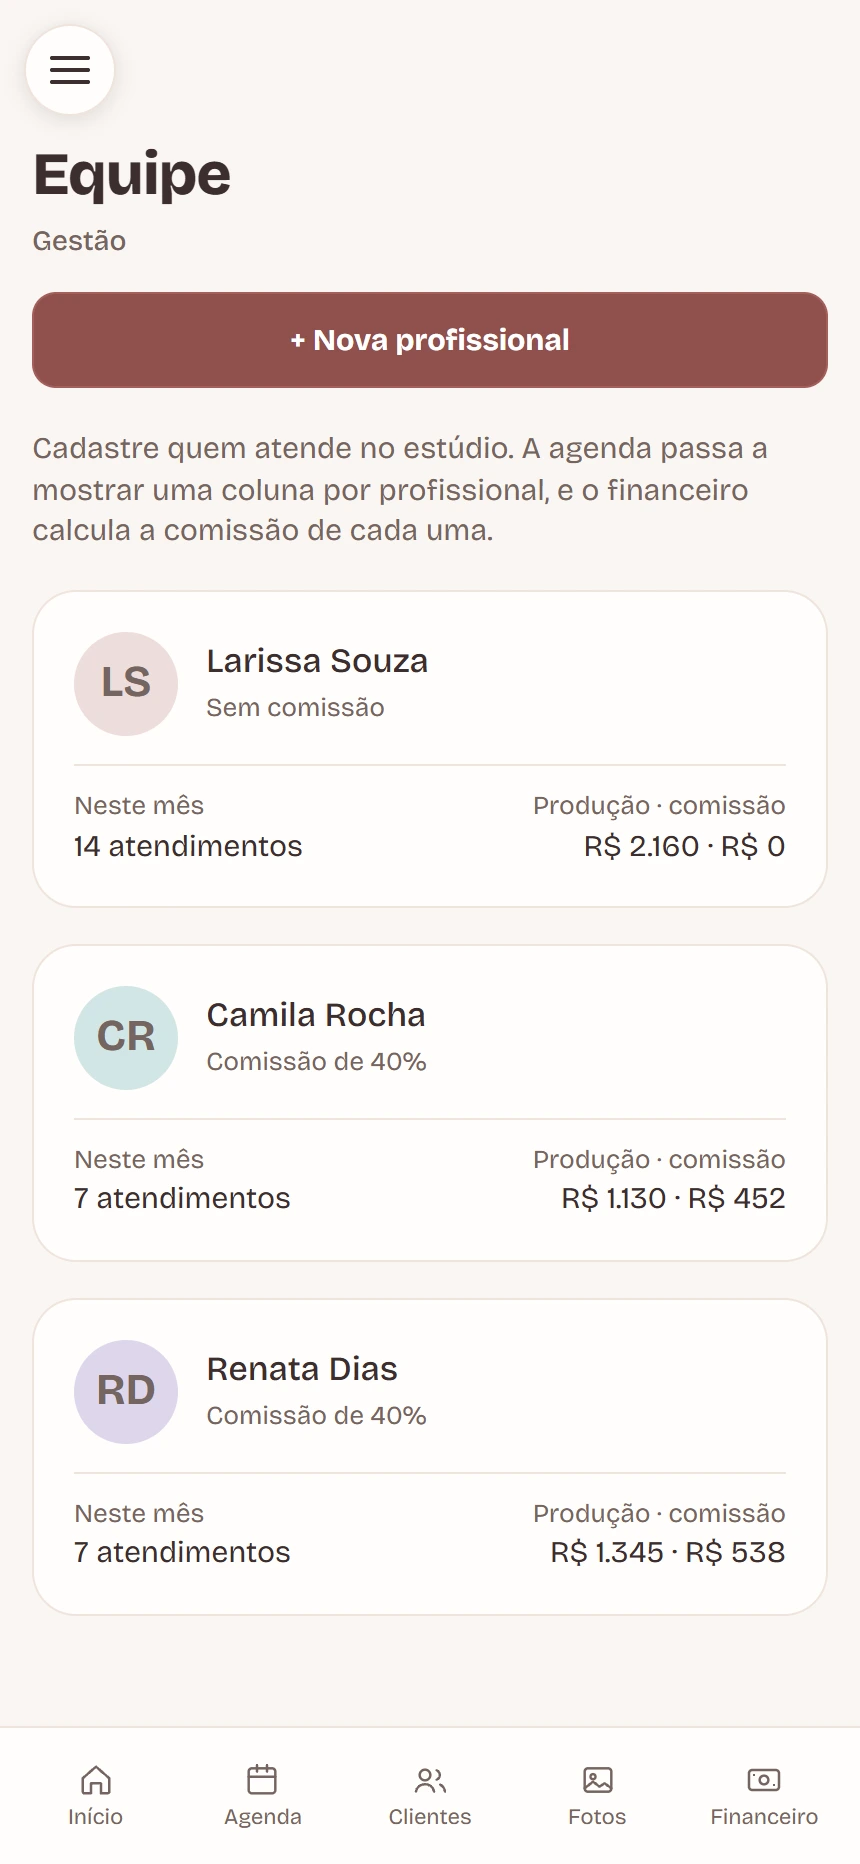 Equipe
Gestão
+ Nova profissional
Cadastre quem atende no estúdio. A agenda passa a
mostrar uma coluna por profissional, e o financeiro
calcula a comissão de cada uma.
LS
Larissa Souza
Sem comissão
Neste mês
Produção · comissão
14 atendimentos
R$ 2.160 · R$ 0
CR
Camila Rocha
Comissão de 40%
Neste mês
Produção · comissão
7 atendimentos
R$ 1.130 · R$ 452
RD
Renata Dias
Comissão de 40%
Neste mês
Produção · comissão
7 atendimentos
R$ 1.345 · R$ 538
Início
Agenda
Clientes
Fotos
Financeiro